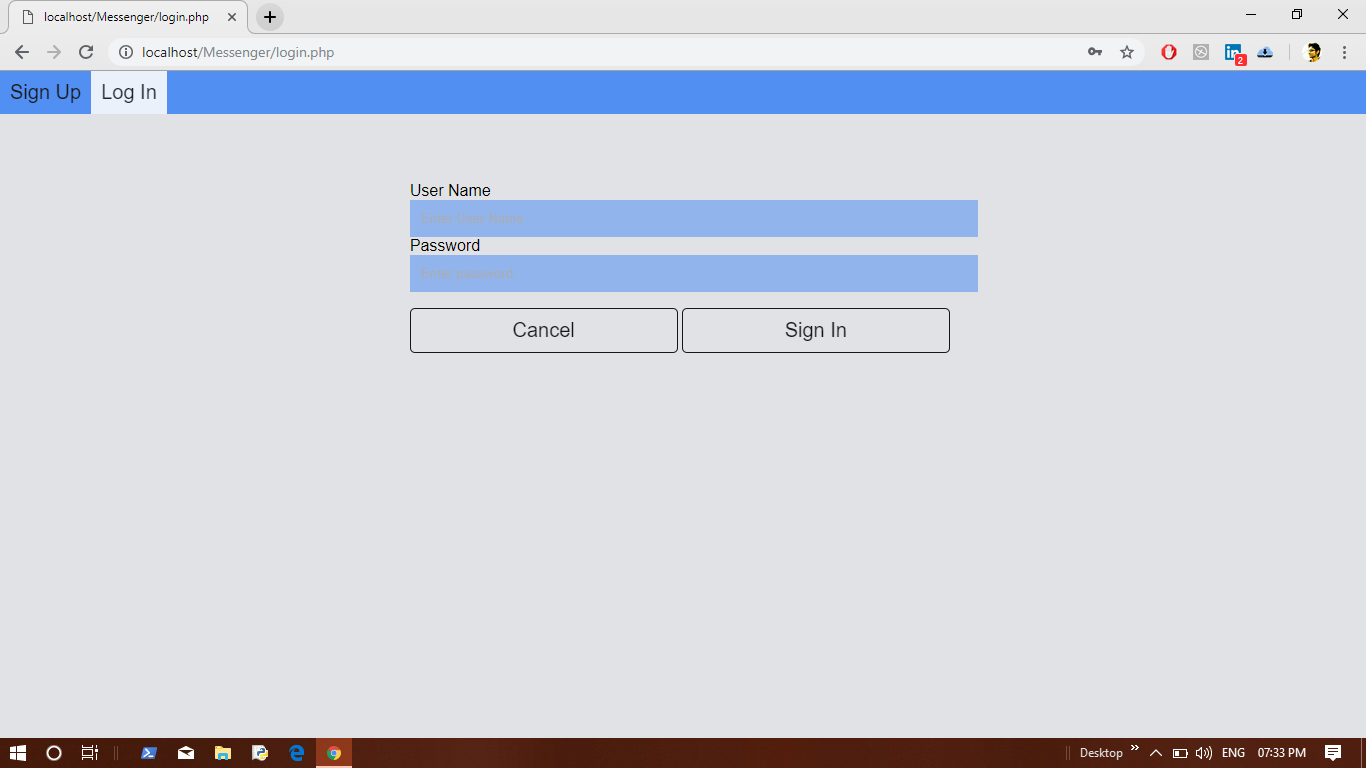 localhost/Messenger/login.php
localhost/Messenger/login.php
2
Sign Up
Log In
User Name
Enter User Name
Password
Enter password
Cancel
Sign In
Desktop
ENG
07:33 PM